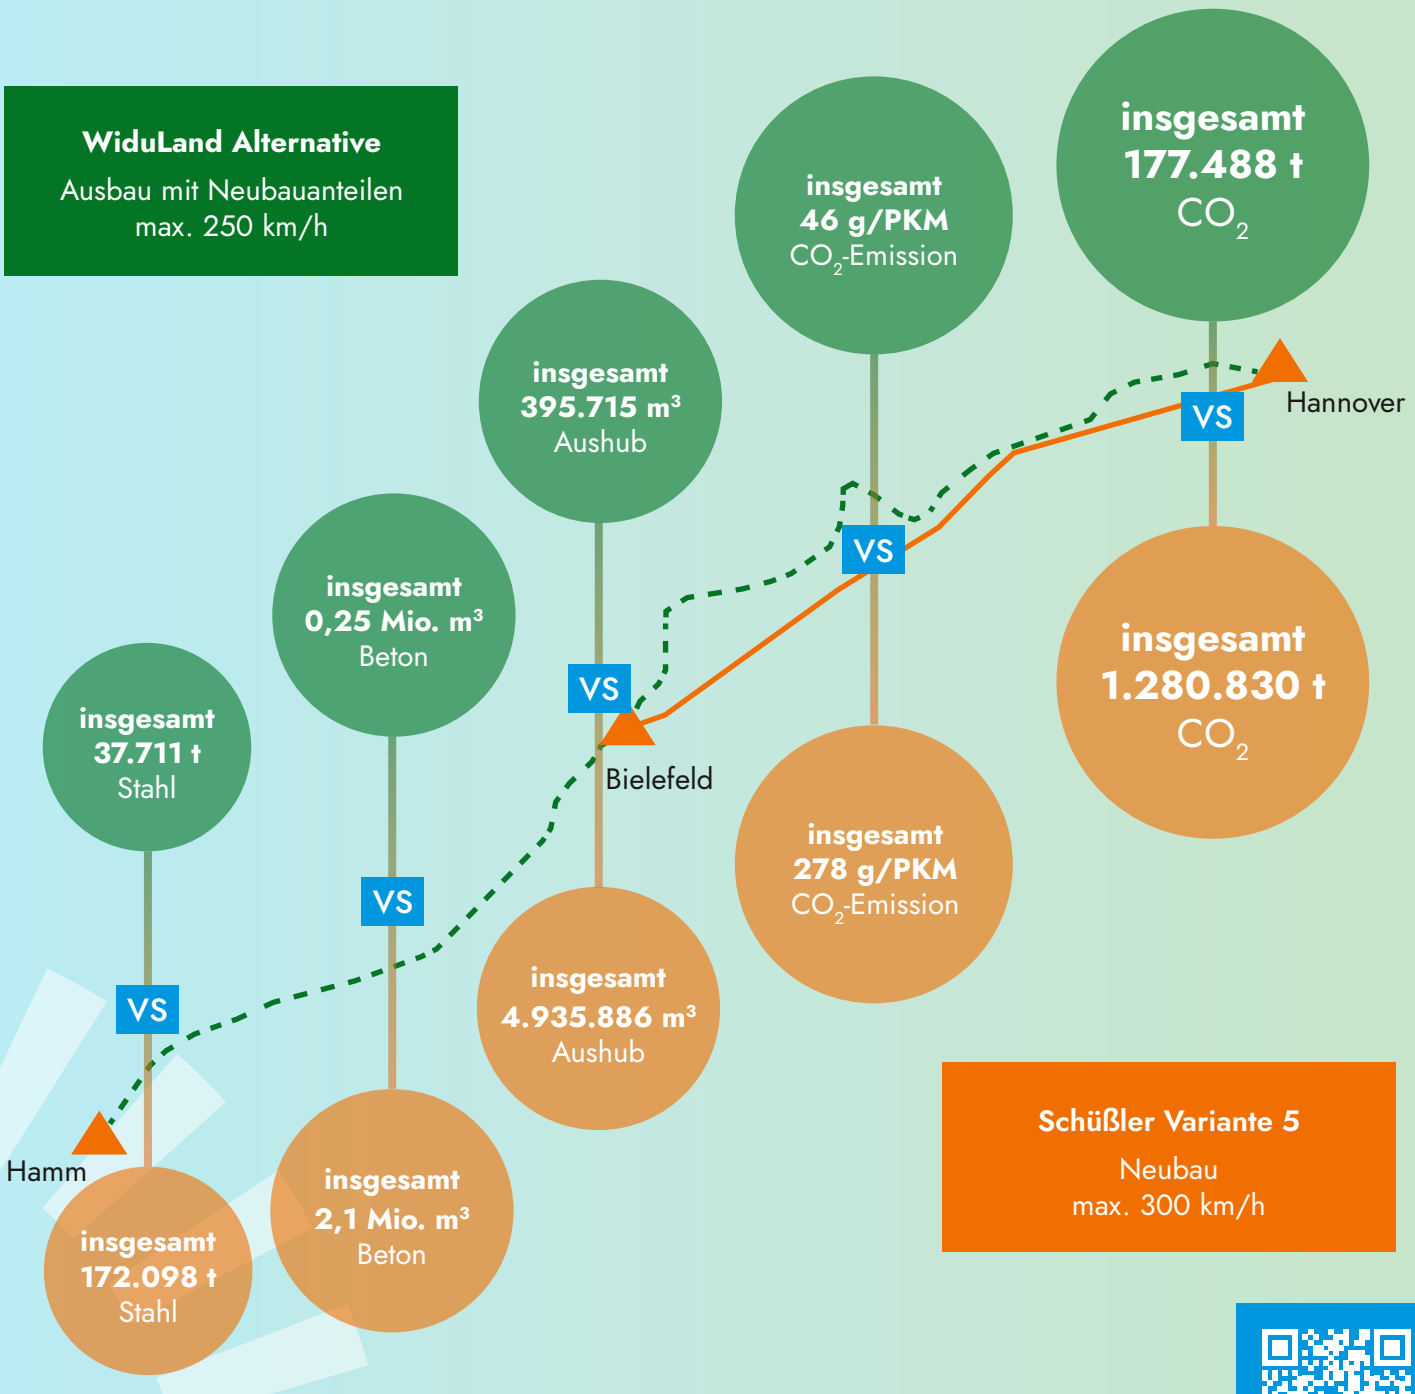 WiduLand Alternative
Ausbau mit Neubauanteilen
max. 250 km/h
insgesamt
177.488 t
CO₂
insgesamt
46 g/PKM
CO₂-Emission
insgesamt
395.715 m³
Aushub
insgesamt
0,25 Mio. m³
Beton
insgesamt
37.711 t
Stahl
Hannover
VS
VS
VS
VS
VS
Bielefeld
Hamm
insgesamt
1.280.830 t
CO₂
insgesamt
278 g/PKM
CO₂-Emission
insgesamt
4.935.886 m³
Aushub
insgesamt
2,1 Mio. m³
Beton
insgesamt
172.098 t
Stahl
Schüßler Variante 5
Neubau
max. 300 km/h